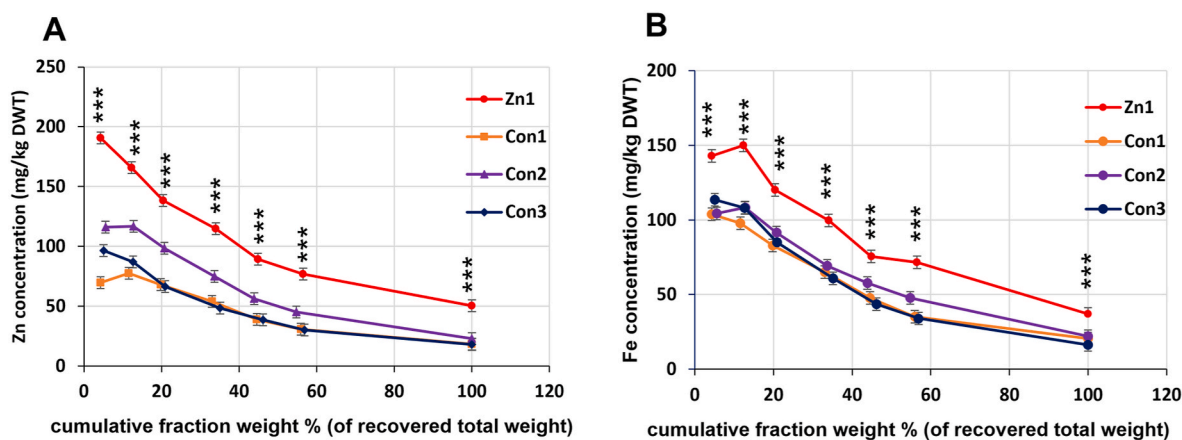 A
Zn concentration (mg/kg DWT)
250
200
150
100
50
0
0 20 40 60 80 100 120
cumulative fraction weight % (of recovered total weight)
***
***
***
***
***
***
***
Zn1
Con1
Con2
Con3
B
Fe concentration (mg/kg DWT)
200
150
100
50
0
0 20 40 60 80 100 120
cumulative fraction weight % (of recovered total weight)
***
***
***
***
***
***
***
Zn1
Con1
Con2
Con3